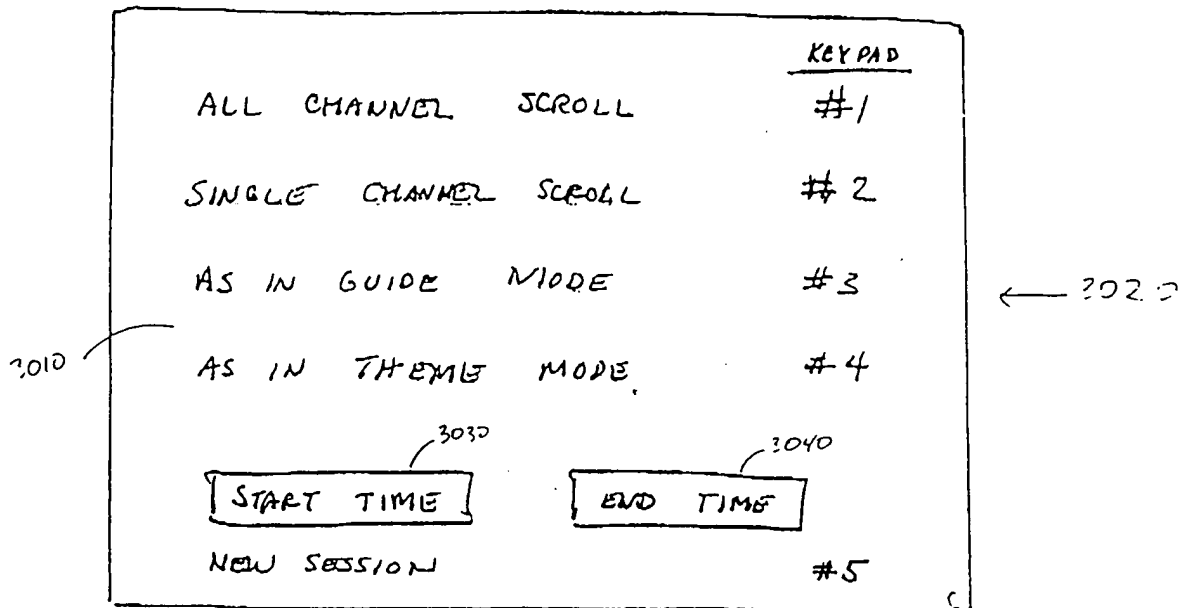 KEYPAD
ALL CHANNEL SCROLL #1
SINGLE CHANNEL SCROLL #2
AS IN GUIDE MODE #3
3020
3010
AS IN THEME MODE. #4
3030
3040
START TIME END TIME
NEW SESSION #5